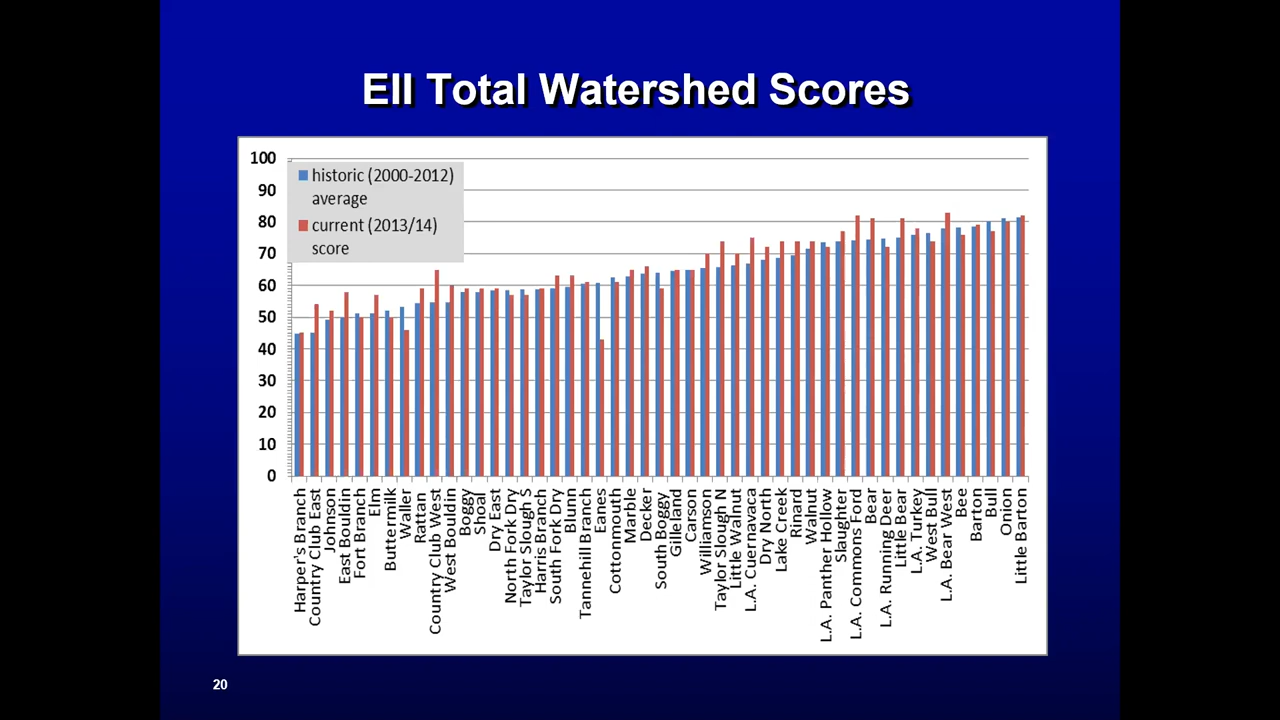 EII Total Watershed Scores
100
90
80
70
60
50
40
30
20
10
0
historic (2000-2012)
average
current (2013/14)
score
Harper's Branch
Country Club East
Johnson
East Bouldin
Fort Branch
Elm
Buttermilk
Waller
Rattan
Country Club West
West Bouldin
Boggy
Shoal
Dry East
North Fork Dry
Taylor Slough S
Harris Branch
South Fork Dry
Blunn
Tannehill Branch
Eanes
Cottonmouth
Marble
Decker
South Boggy
Gilleland
Carson
Williamson
Taylor Slough N
Little Walnut
L.A. Cuernavaca
Dry North
Lake Creek
Rinard
Walnut
L.A. Panther Hollow
Slaughter
L.A. Commons Ford
Bear
L.A. Running Deer
Little Bear
L.A. Turkey
West Bull
L.A. Bear West
Bee
Barton
Bull
Onion
Little Barton
20